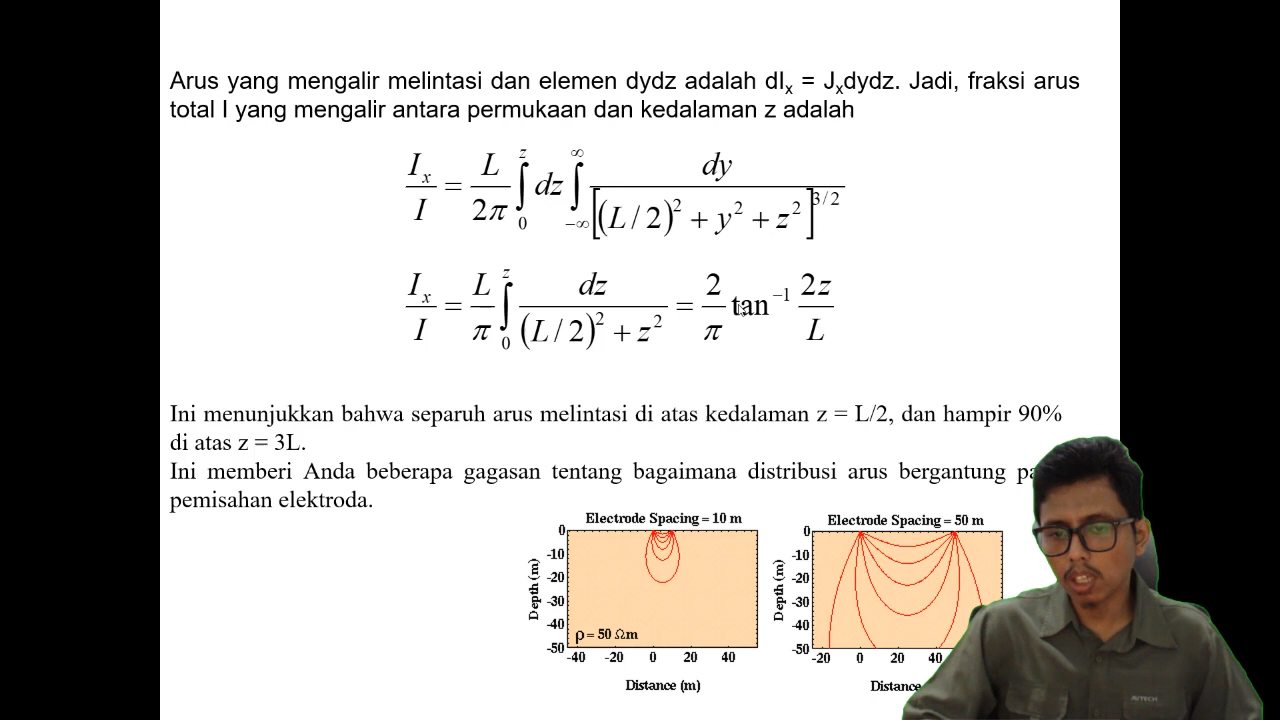 Arus yang mengalir melintasi dan elemen dydz adalah dIₓ = Jₓdydz. Jadi, fraksi arus
total I yang mengalir antara permukaan dan kedalaman z adalah
Iₓ/I = L/2π ∫₀^z dz ∫₋∞^∞ dy/[(L/2)² + y² + z²]^3/2
Iₓ/I = L/π ∫₀^z dz/((L/2)² + z²) = 2/π tan⁻¹ 2z/L
Ini menunjukkan bahwa separuh arus melintasi di atas kedalaman z = L/2, dan hampir 90%
di atas z = 3L.
Ini memberi Anda beberapa gagasan tentang bagaimana distribusi arus bergantung
pemisahan elektroda.
Electrode Spacing = 10 m
Depth (m)
0
-10
-20
-30
-40
-50
ρ = 50 Ωm
-40 -20 0 20 40
Distance (m)
Electrode Spacing = 50 m
Depth (m)
0
-10
-20
-30
-40
-50
-20 0 20 40
Distance